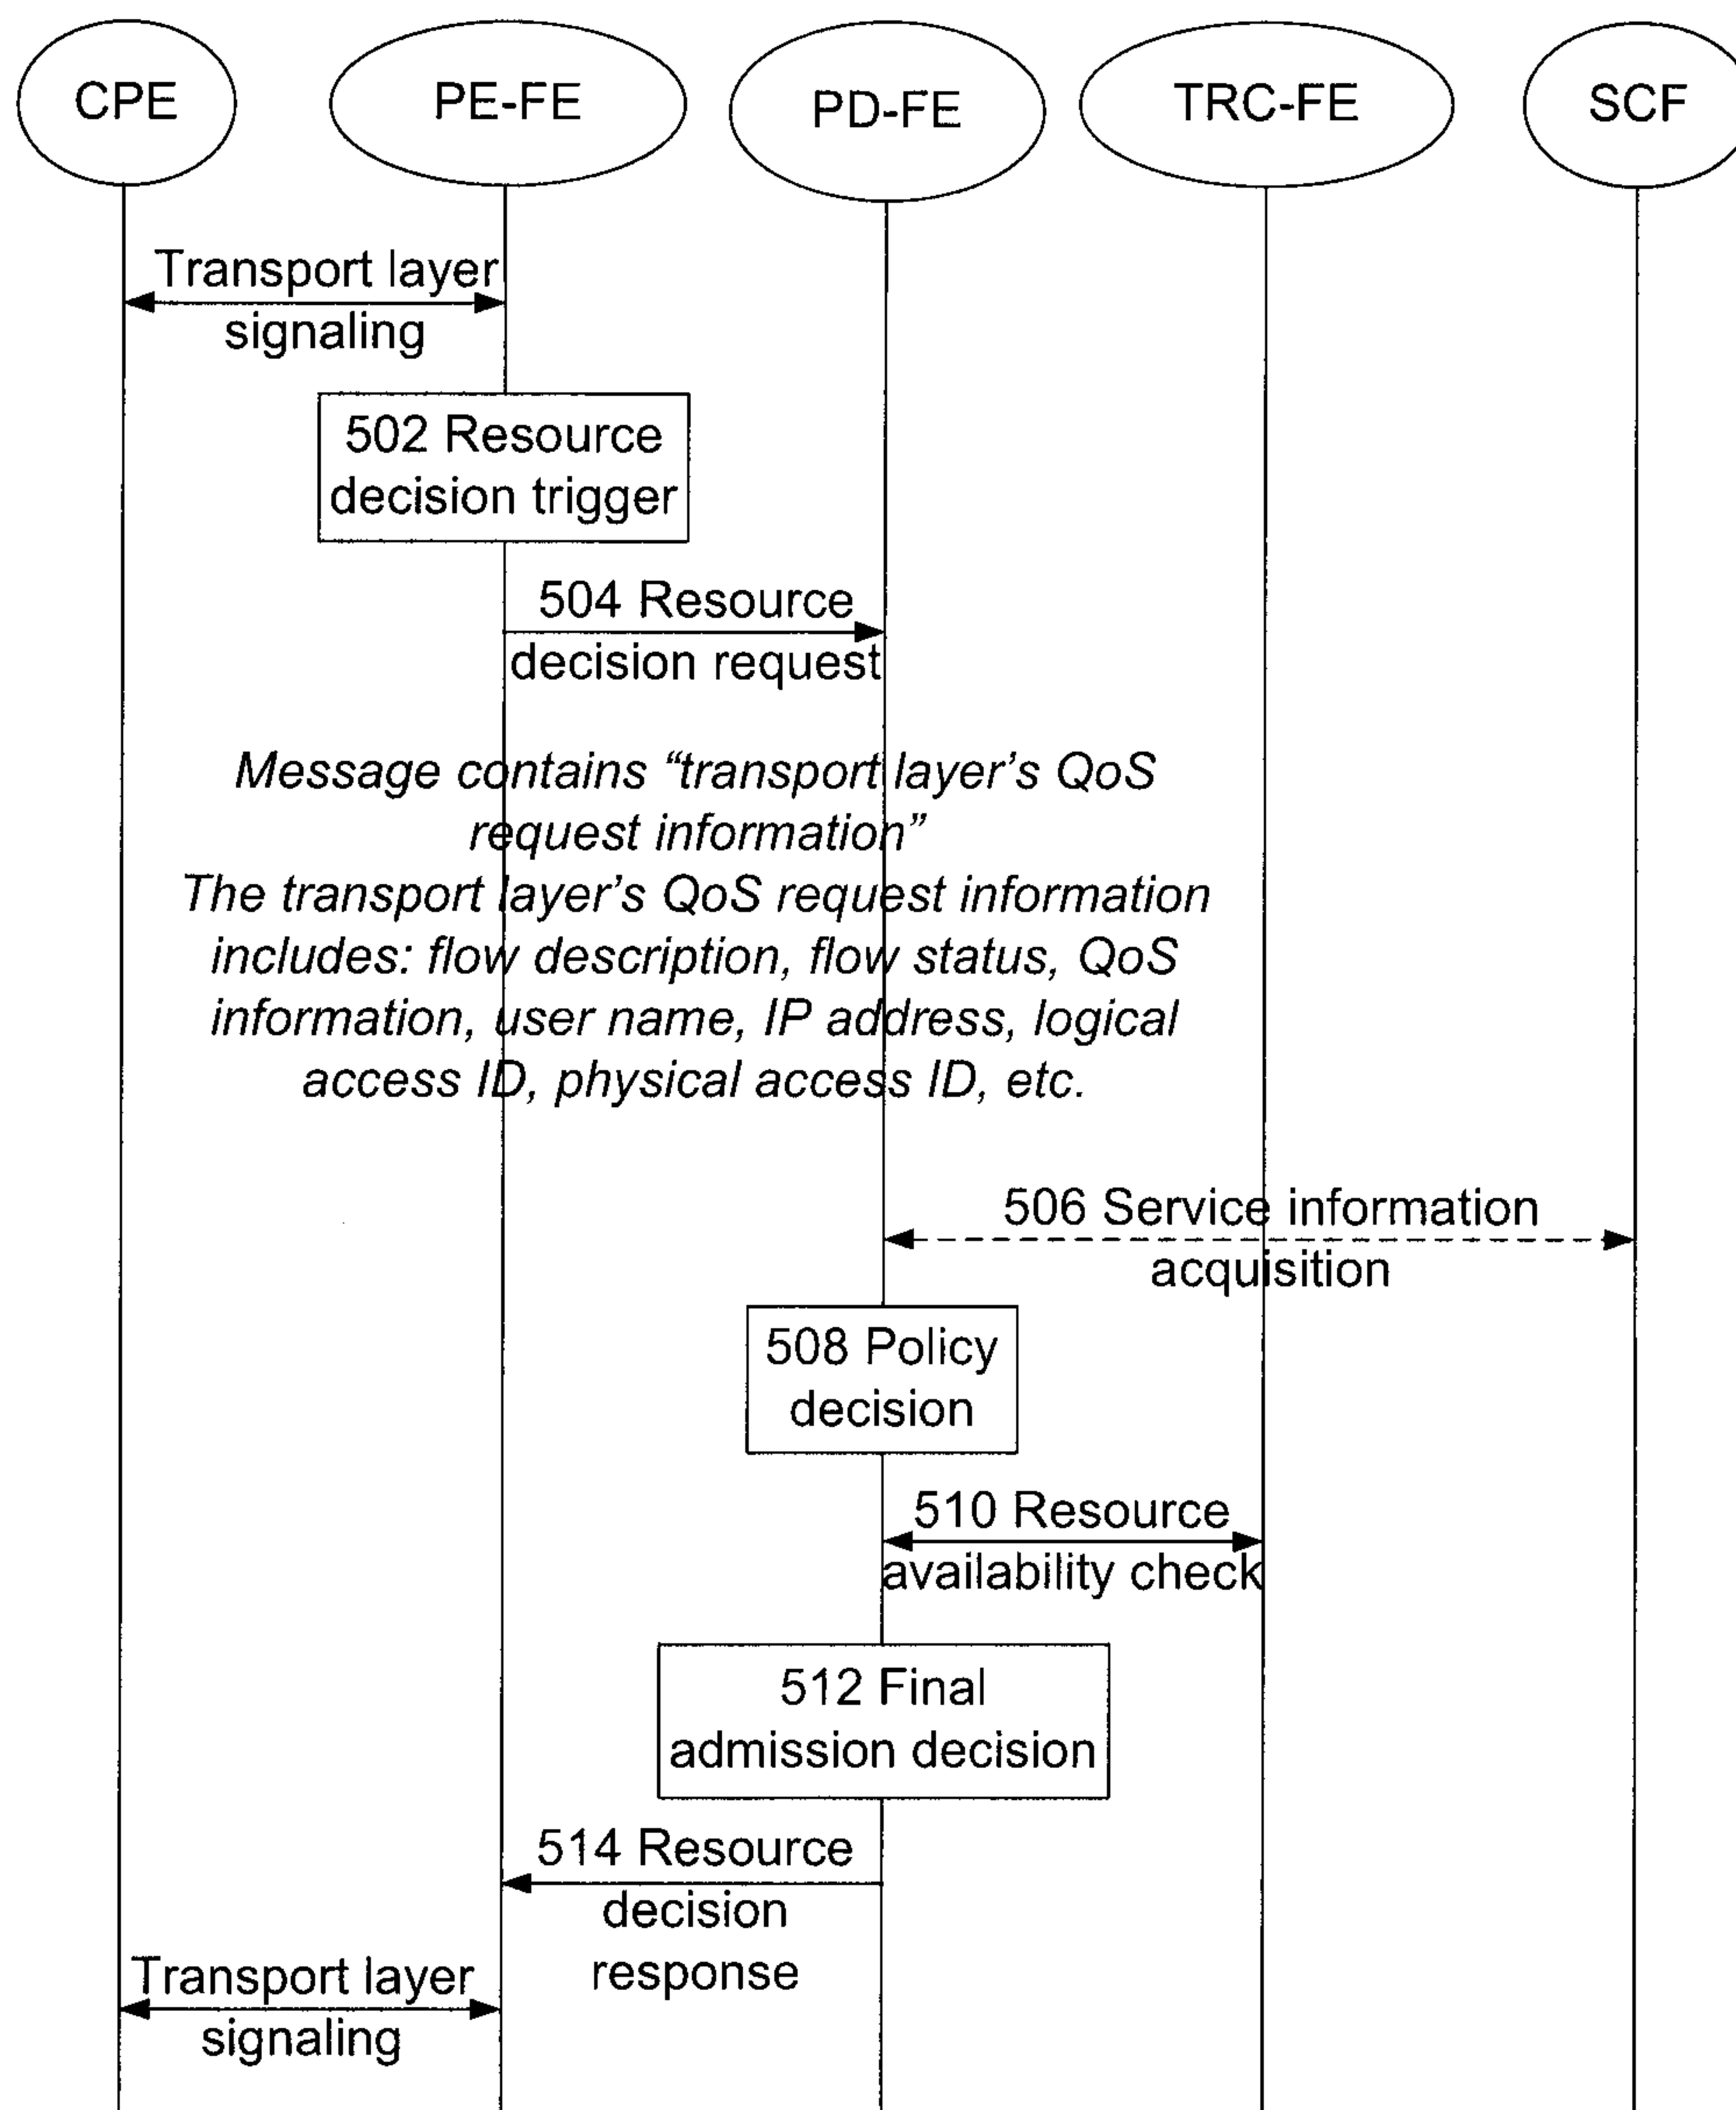 CPE
PE-FE
PD-FE
TRC-FE
SCF
Transport layer
signaling
502 Resource
decision trigger
504 Resource
decision request
Message contains “transport layer’s QoS
request information”
The transport layer’s QoS request information
includes: flow description, flow status, QoS
information, user name, IP address, logical
access ID, physical access ID, etc.
506 Service information
acquisition
508 Policy
decision
510 Resource
availability check
512 Final
admission decision
514 Resource
decision
response
Transport layer
signaling